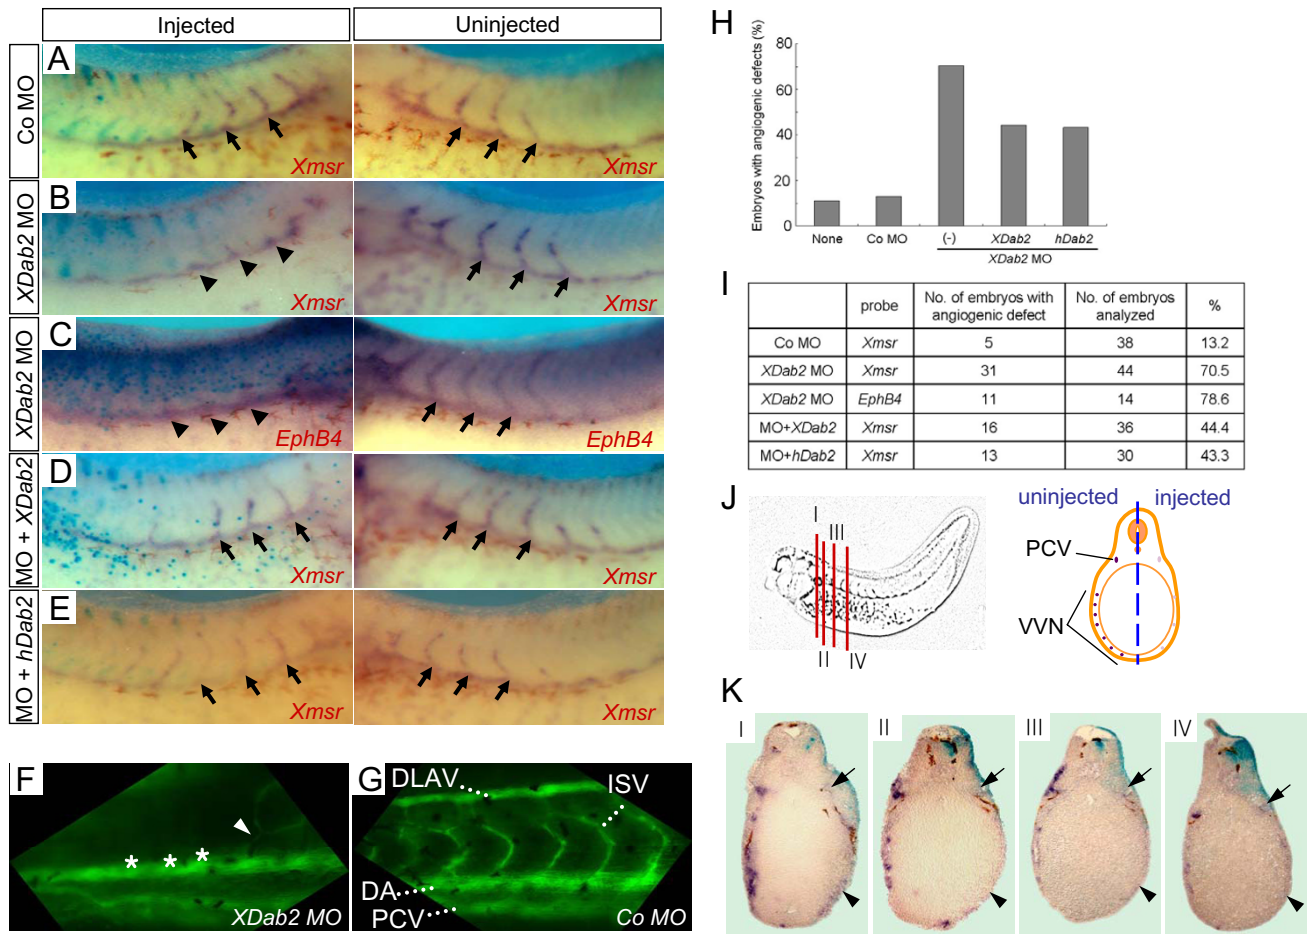 Injected
Uninjected
Co MO
A
Xmsr
Xmsr
XDab2 MO
B
Xmsr
Xmsr
XDab2 MO
C
EphB4
EphB4
MO + XDab2
D
Xmsr
Xmsr
MO + hDab2
E
Xmsr
Xmsr
F
* * *
XDab2 MO
G
DLAV
ISV
DA
PCV
Co MO
H
Embryos with angiogenic defects (%)
80
60
40
20
0
None Co MO (-) XDab2 hDab2
XDab2 MO
I
probe No. of embryos with angiogenic defect No. of embryos analyzed %
Co MO Xmsr 5 38 13.2
XDab2 MO Xmsr 31 44 70.5
XDab2 MO EphB4 11 14 78.6
MO+XDab2 Xmsr 16 36 44.4
MO+hDab2 Xmsr 13 30 43.3
J
I III
II IV
uninjected injected
PCV
VVN
K
I II III IV